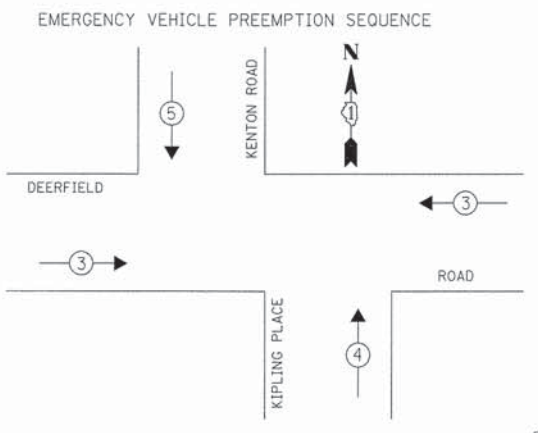 EMERGENCY VEHICLE PREEMPTION SEQUENCE
N
5
KENTON ROAD
1
DEERFIELD
3
3
ROAD
KIPLING PLACE
4